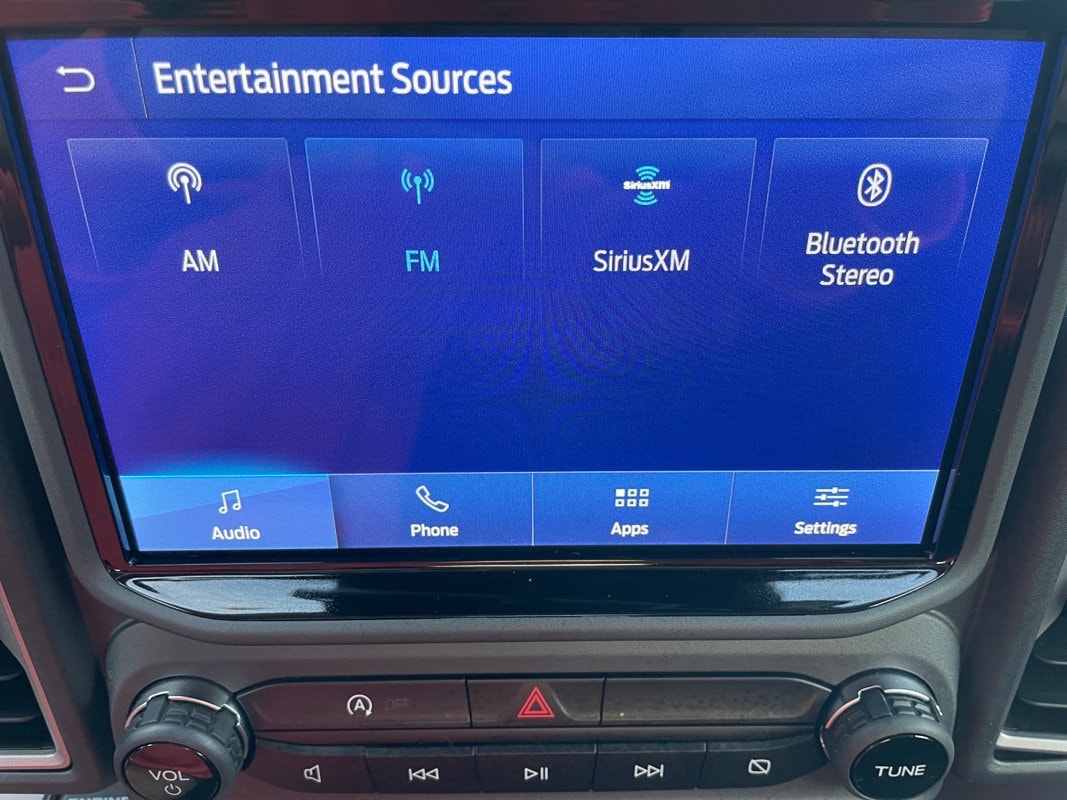 Entertainment Sources
SiriusXM
AM
FM
SiriusXM
Bluetooth
Stereo
Audio
Phone
Apps
Settings
A OFF
VOL
TUNE